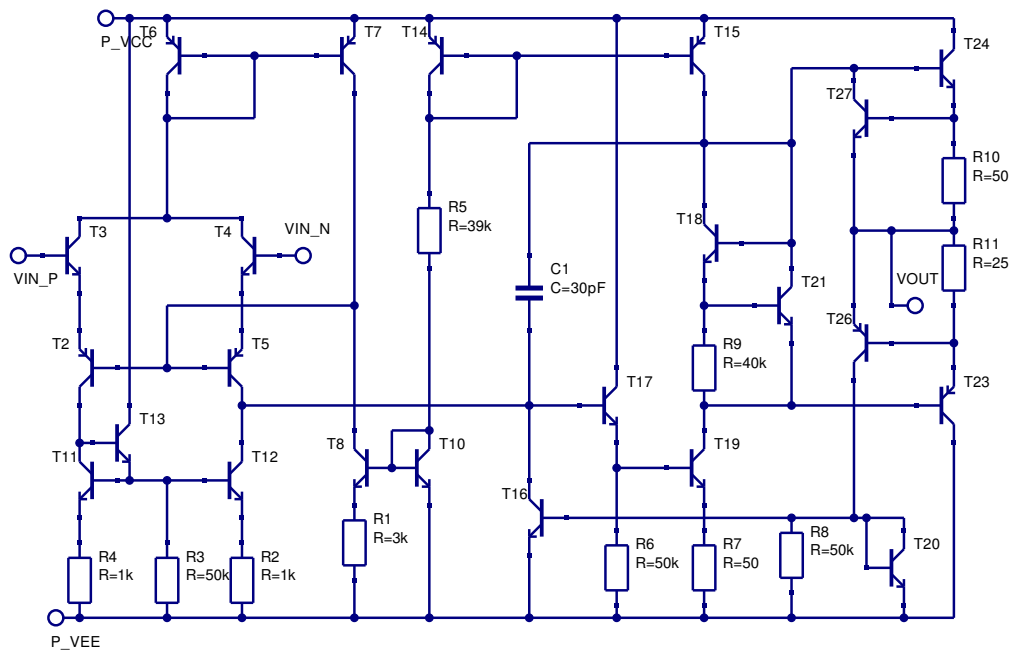 T6
T7
T14
T15
T24
P_VCC
T27
R10
R=50
T3
T4
VIN_N
R5
R=39k
T18
R11
R=25
VIN_P
C1
C=30pF
T21
VOUT
T26
T2
T5
R9
R=40k
T17
T23
T13
T11
T12
T8
T10
T19
T16
R1
R=3k
R8
R=50k
T20
R4
R=1k
R3
R=50k
R2
R=1k
R6
R=50k
R7
R=50
P_VEE